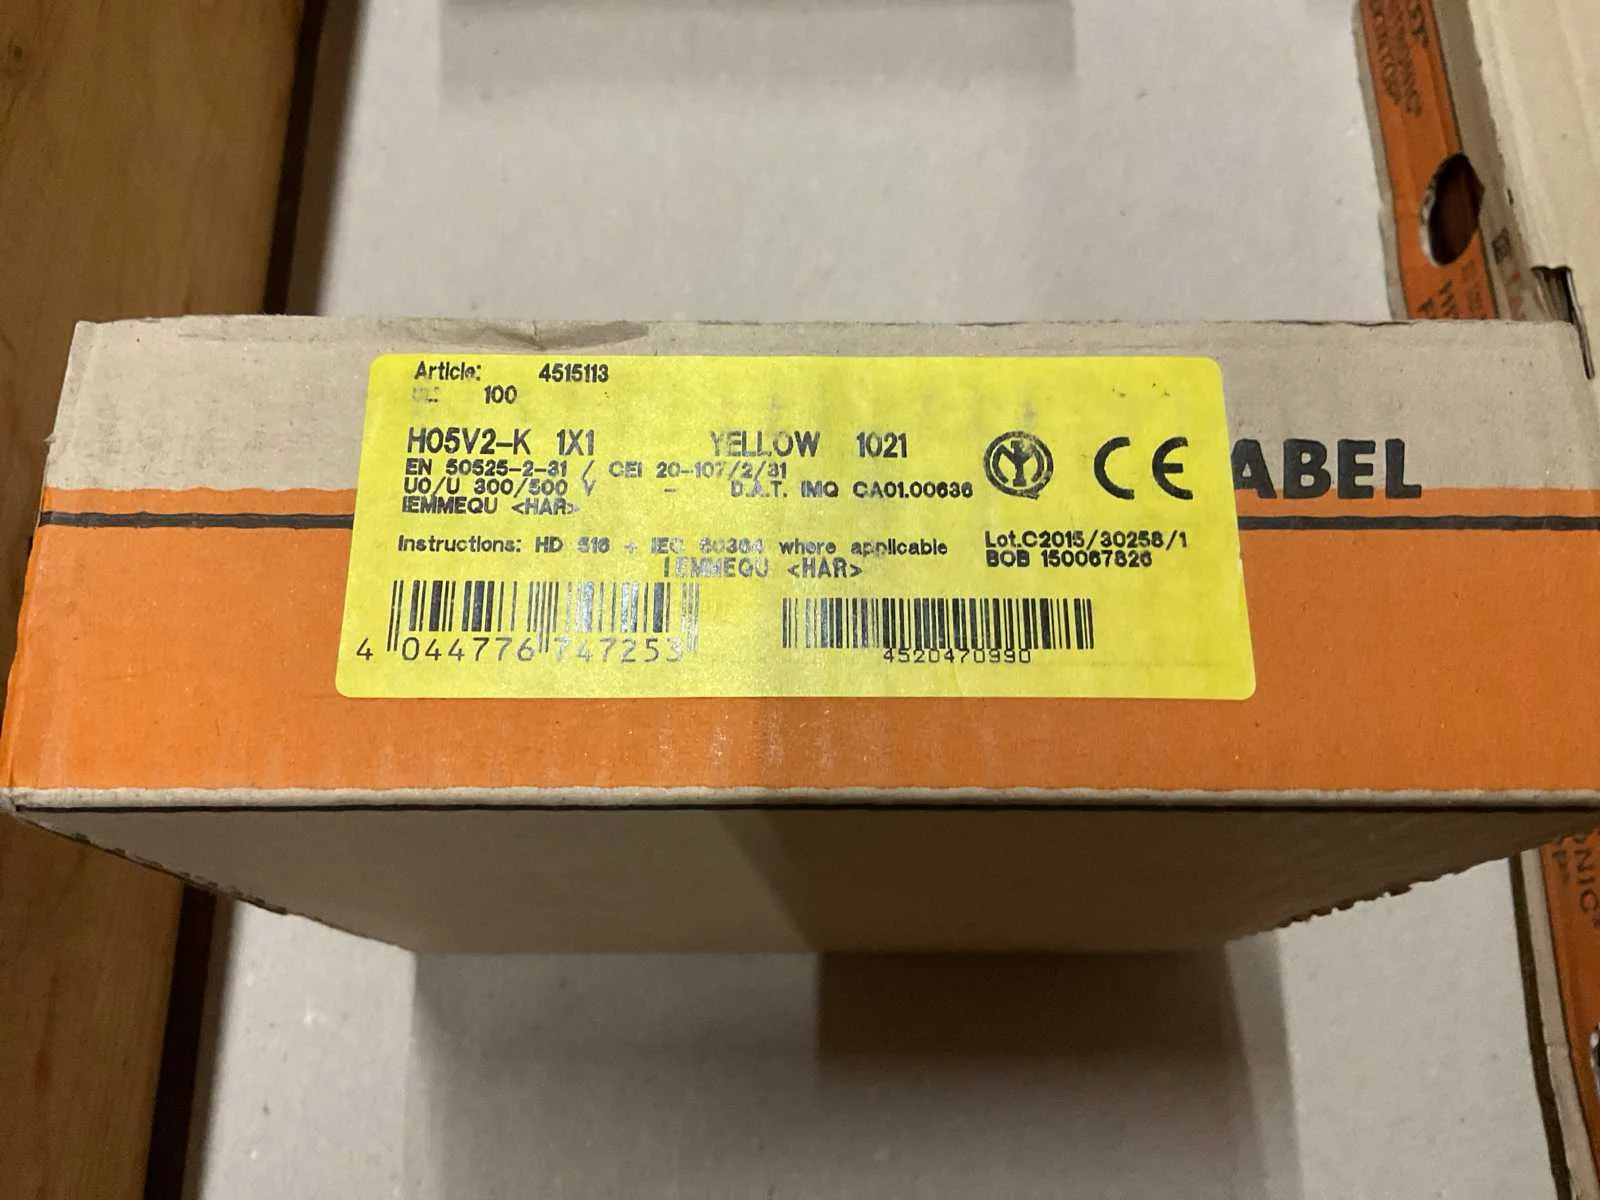 Article: 4515113
100
H05V2-K 1X1 YELLOW 1021
EN 50525-2-31 / CEI 20-107/2/31
U0/U 300/500 V - D.A.T. IMQ CA01.00636
IEMMEQU <HAR>
CE
ABEL
Instructions: HD 516 + IEC 60364 where applicable
IEMMEQU <HAR>
Lot.C2015/30258/1
BOB 150067826
4 044776 747253
4520470990